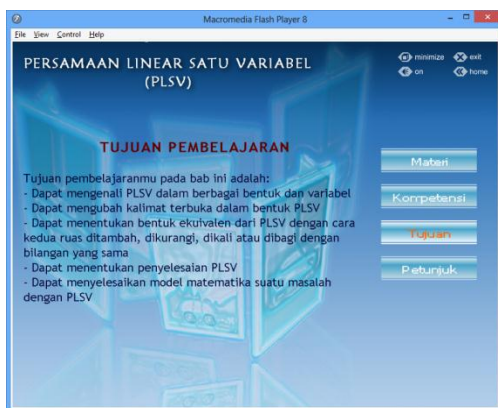 Macromedia Flash Player 8
File View Control Help
PERSAMAAN LINEAR SATU VARIABEL
(PLSV)
minimize exit
on home
TUJUAN PEMBELAJARAN
Tujuan pembelajaranmu pada bab ini adalah:
- Dapat mengenali PLSV dalam berbagai bentuk dan variabel
- Dapat mengubah kalimat terbuka dalam bentuk PLSV
- Dapat menentukan bentuk ekuivalen dari PLSV dengan cara
kedua ruas ditambah, dikurangi, dikali atau dibagi dengan
bilangan yang sama
- Dapat menentukan penyelesaian PLSV
- Dapat menyelesaikan model matematika suatu masalah
dengan PLSV
Materi
Kompetensi
Tujuan
Petunjuk